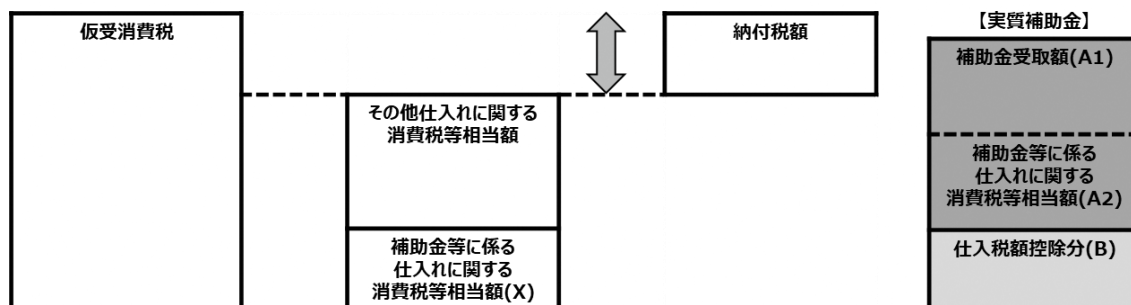 仮受消費税
その他仕入れに関する
消費税等相当額
補助金等に係る
仕入れに関する
消費税等相当額(X)
納付税額
【実質補助金】
補助金受取額(A1)
補助金等に係る
仕入れに関する
消費税等相当額(A2)
仕入税額控除分(B)